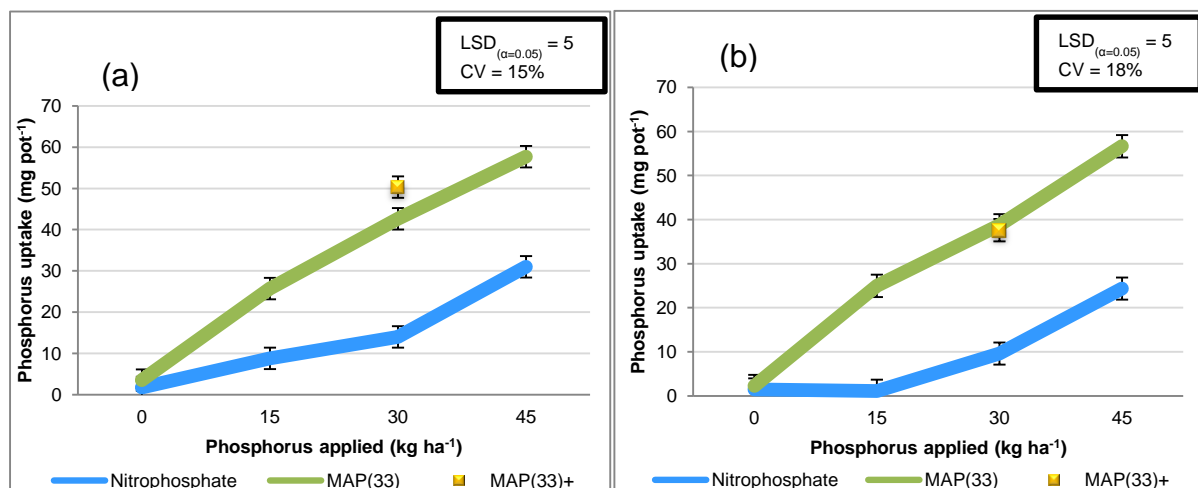 LSD(α=0.05) = 5
CV = 15%
(a)
Phosphorus uptake (mg pot-1)
70
60
50
40
30
20
10
0
0 15 30 45
Phosphorus applied (kg ha-1)
Nitrophosphate MAP(33) MAP(33)+
LSD(α=0.05) = 5
CV = 18%
(b)
Phosphorus uptake (mg pot-1)
70
60
50
40
30
20
10
0
0 15 30 45
Phosphorus applied (kg ha-1)
Nitrophosphate MAP(33) MAP(33)+